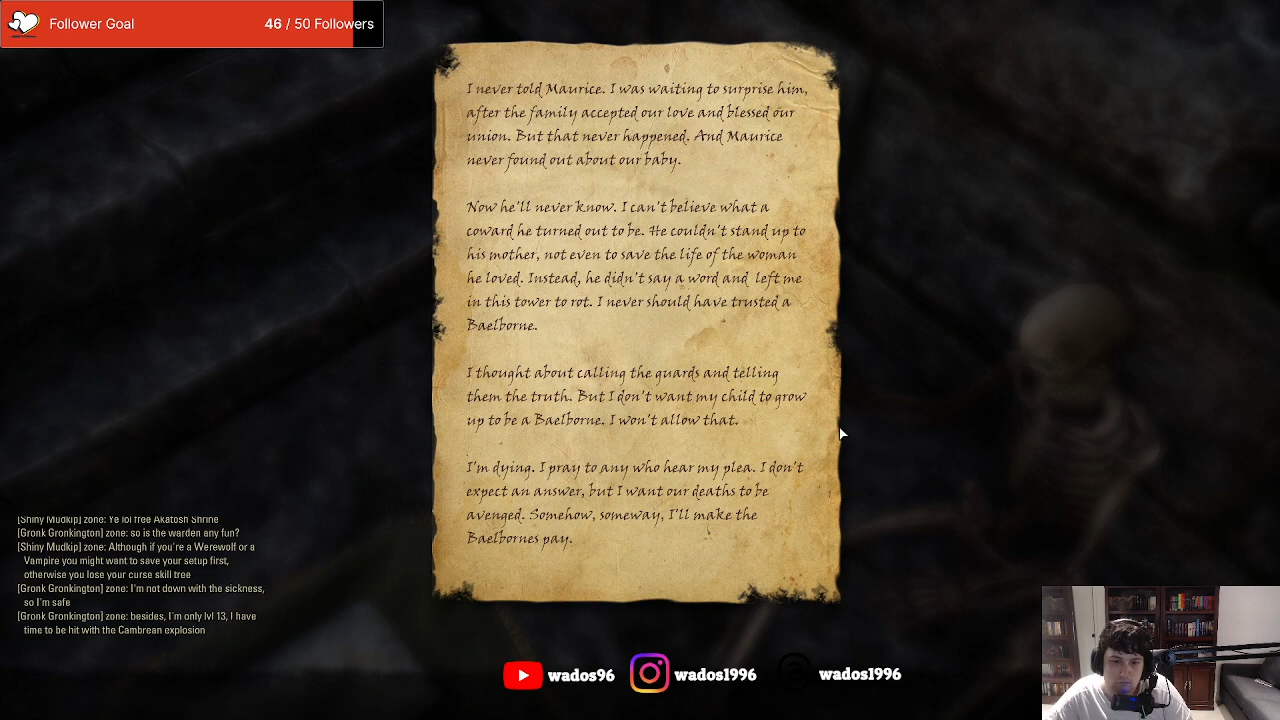 Follower Goal
46 / 50 Followers
I never told Maurice. I was waiting to surprise him,
after the family accepted our love and blessed our
union. But that never happened. And Maurice
never found out about our baby.
Now he'll never know. I can't believe what a
coward he turned out to be. He couldn't stand up to
his mother, not even to save the life of the woman
he loved. Instead, he didn't say a word and left me
in this tower to rot. I never should have trusted a
Baelborne.
I thought about calling the guards and telling
them the truth. But I don't want my child to grow
up to be a Baelborne. I won't allow that.
I'm dying. I pray to any who hear my plea. I don't
expect an answer, but I want our deaths to be
avenged. Somehow, someway, I'll make the
Baelbornes pay.
[Shiny Mudkip] zone: Ye lol free Akatosh Shrine
[Gronk Gronkington] zone: so is the warden any fun?
[Shiny Mudkip] zone: Although if you're a Werewolf or a
Vampire you might want to save your setup first,
otherwise you lose your curse skill tree
[Gronk Gronkington] zone: I'm not down with the sickness,
so I'm safe
[Gronk Gronkington] zone: besides, I'm only lvl 13, I have
time to be hit with the Cambrean explosion
wados96
wados1996
wados1996